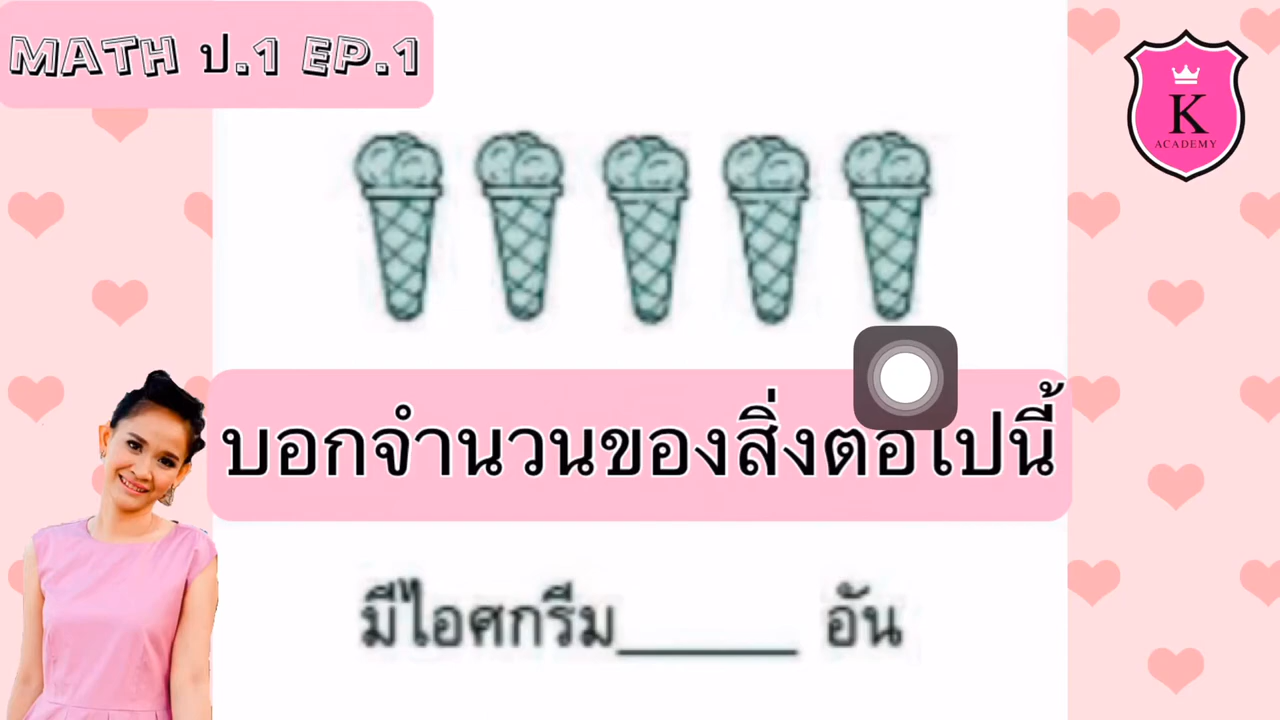 MATH ป.1 EP.1
K
ACADEMY
บอกจำนวนของสิ่งต่อไปนี้
มีไอศกรีม______ อัน